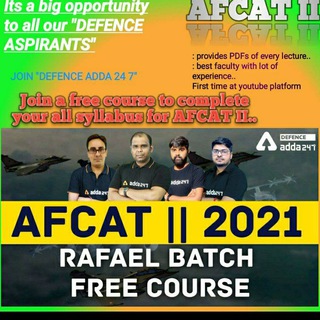 Its a big opportunity
to all our "DEFENCE
ASPIRANTS"
JOIN "DEFENCE ADDA 24 7"
AFCAT II
: provides PDFs of every lecture..
: best faculty with lot of
experience..
First time at youtube platform
Join a free course to complete
your all syllabus for AFCAT II..
DEFENCE
adda247
adda247
adda247
AFCAT || 2021
RAFAEL BATCH
FREE COURSE